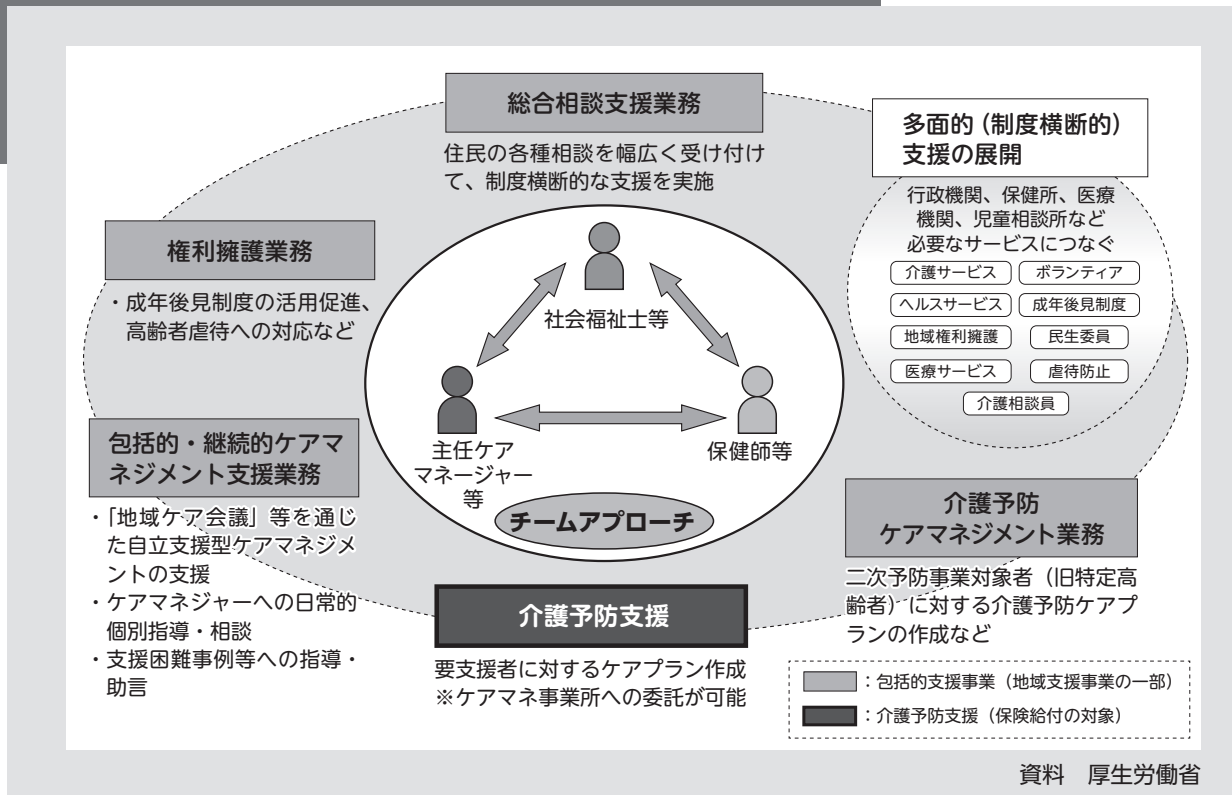 総合相談支援業務
住民の各種相談を幅広く受け付け
て、制度横断的な支援を実施
多面的（制度横断的）
支援の展開
行政機関、保健所、医療
機関、児童相談所など
必要なサービスにつなぐ
介護サービス
ボランティア
ヘルスサービス
成年後見制度
地域権利擁護
民生委員
医療サービス
虐待防止
介護相談員
権利擁護業務
・成年後見制度の活用促進、
高齢者虐待への対応など
社会福祉士等
主任ケア
マネージャー
等
保健師等
チームアプローチ
包括的・継続的ケアマ
ネジメント支援業務
・「地域ケア会議」等を通じ
た自立支援型ケアマネジメ
ントの支援
・ケアマネジャーへの日常的
個別指導・相談
・支援困難事例等への指導・
助言
介護予防支援
要支援者に対するケアプラン作成
※ケアマネ事業所への委託が可能
介護予防
ケアマネジメント業務
二次予防事業対象者（旧特定高
齢者）に対する介護予防ケアプ
ランの作成など
：包括的支援事業（地域支援事業の一部）
：介護予防支援（保険給付の対象）
資料　厚生労働省